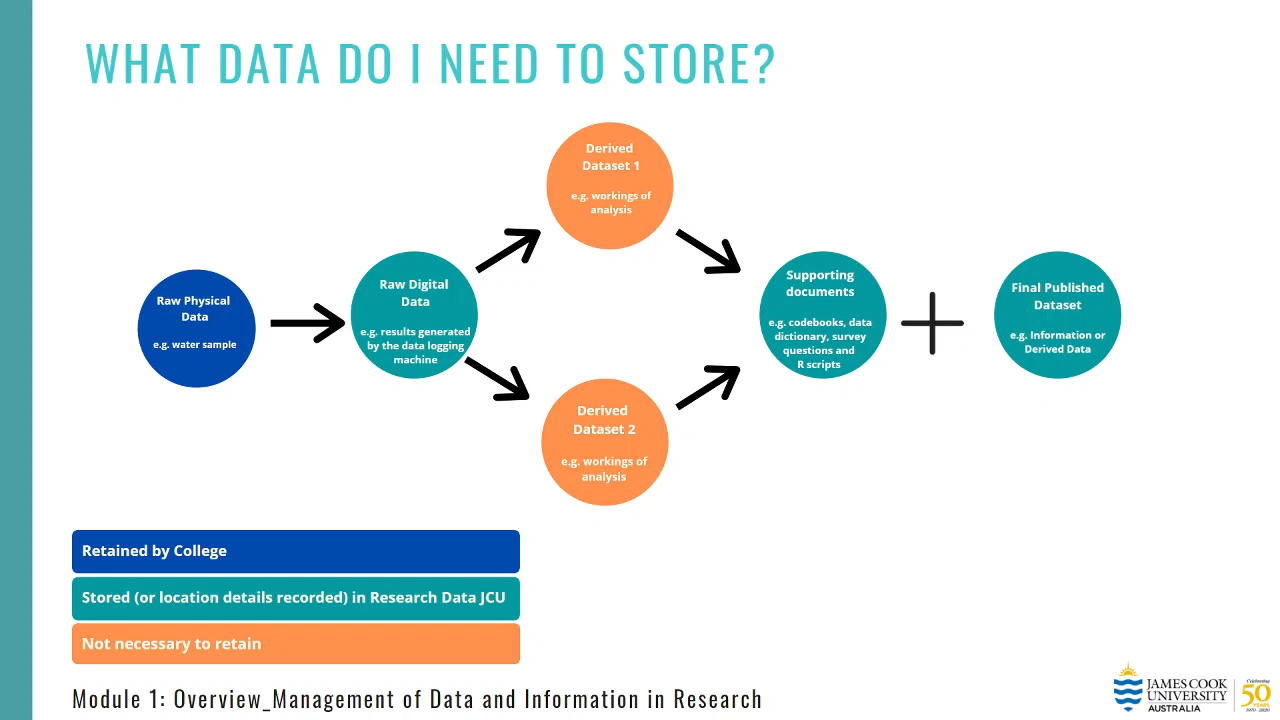 WHAT DATA DO I NEED TO STORE?
Raw Physical
Data
e.g. water sample
Raw Digital
Data
e.g. results generated
by the data logging
machine
Derived
Dataset 1
e.g. workings of
analysis
Derived
Dataset 2
e.g. workings of
analysis
Supporting
documents
e.g. codebooks, data
dictionary, survey
questions and
R scripts
Final Published
Dataset
e.g. Information or
Derived Data
Retained by College
Stored (or location details recorded) in Research Data JCU
Not necessary to retain
Module 1: Overview_Management of Data and Information in Research
JAMES COOK
UNIVERSITY
AUSTRALIA
Celebrating
50
YEARS
1970 - 2020